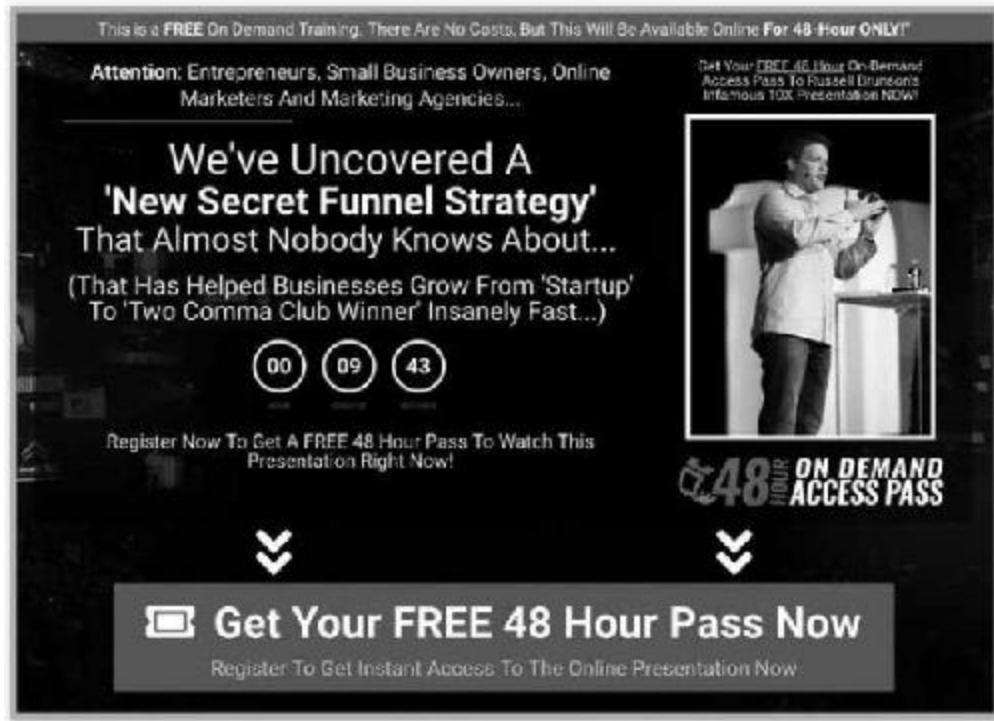 This is a FREE On Demand Training. There Are No Costs. But This Will Be Available Online For 48-Hour ONLY!"
Attention: Entrepreneurs, Small Business Owners, Online
Marketers And Marketing Agencies...
We've Uncovered A
'New Secret Funnel Strategy'
That Almost Nobody Knows About...
(That Has Helped Businesses Grow From 'Startup'
To 'Two Comma Club Winner' Insanely Fast...)
00 09 43
Register Now To Get A FREE 48 Hour Pass To Watch This
Presentation Right Now!
Get Your FREE 48 Hour On-Demand
Access Pass To Russell Brunson's
Infamous 10X Presentation NOW!
48 HOUR ON DEMAND
ACCESS PASS
Get Your FREE 48 Hour Pass Now
Register To Get Instant Access To The Online Presentation Now